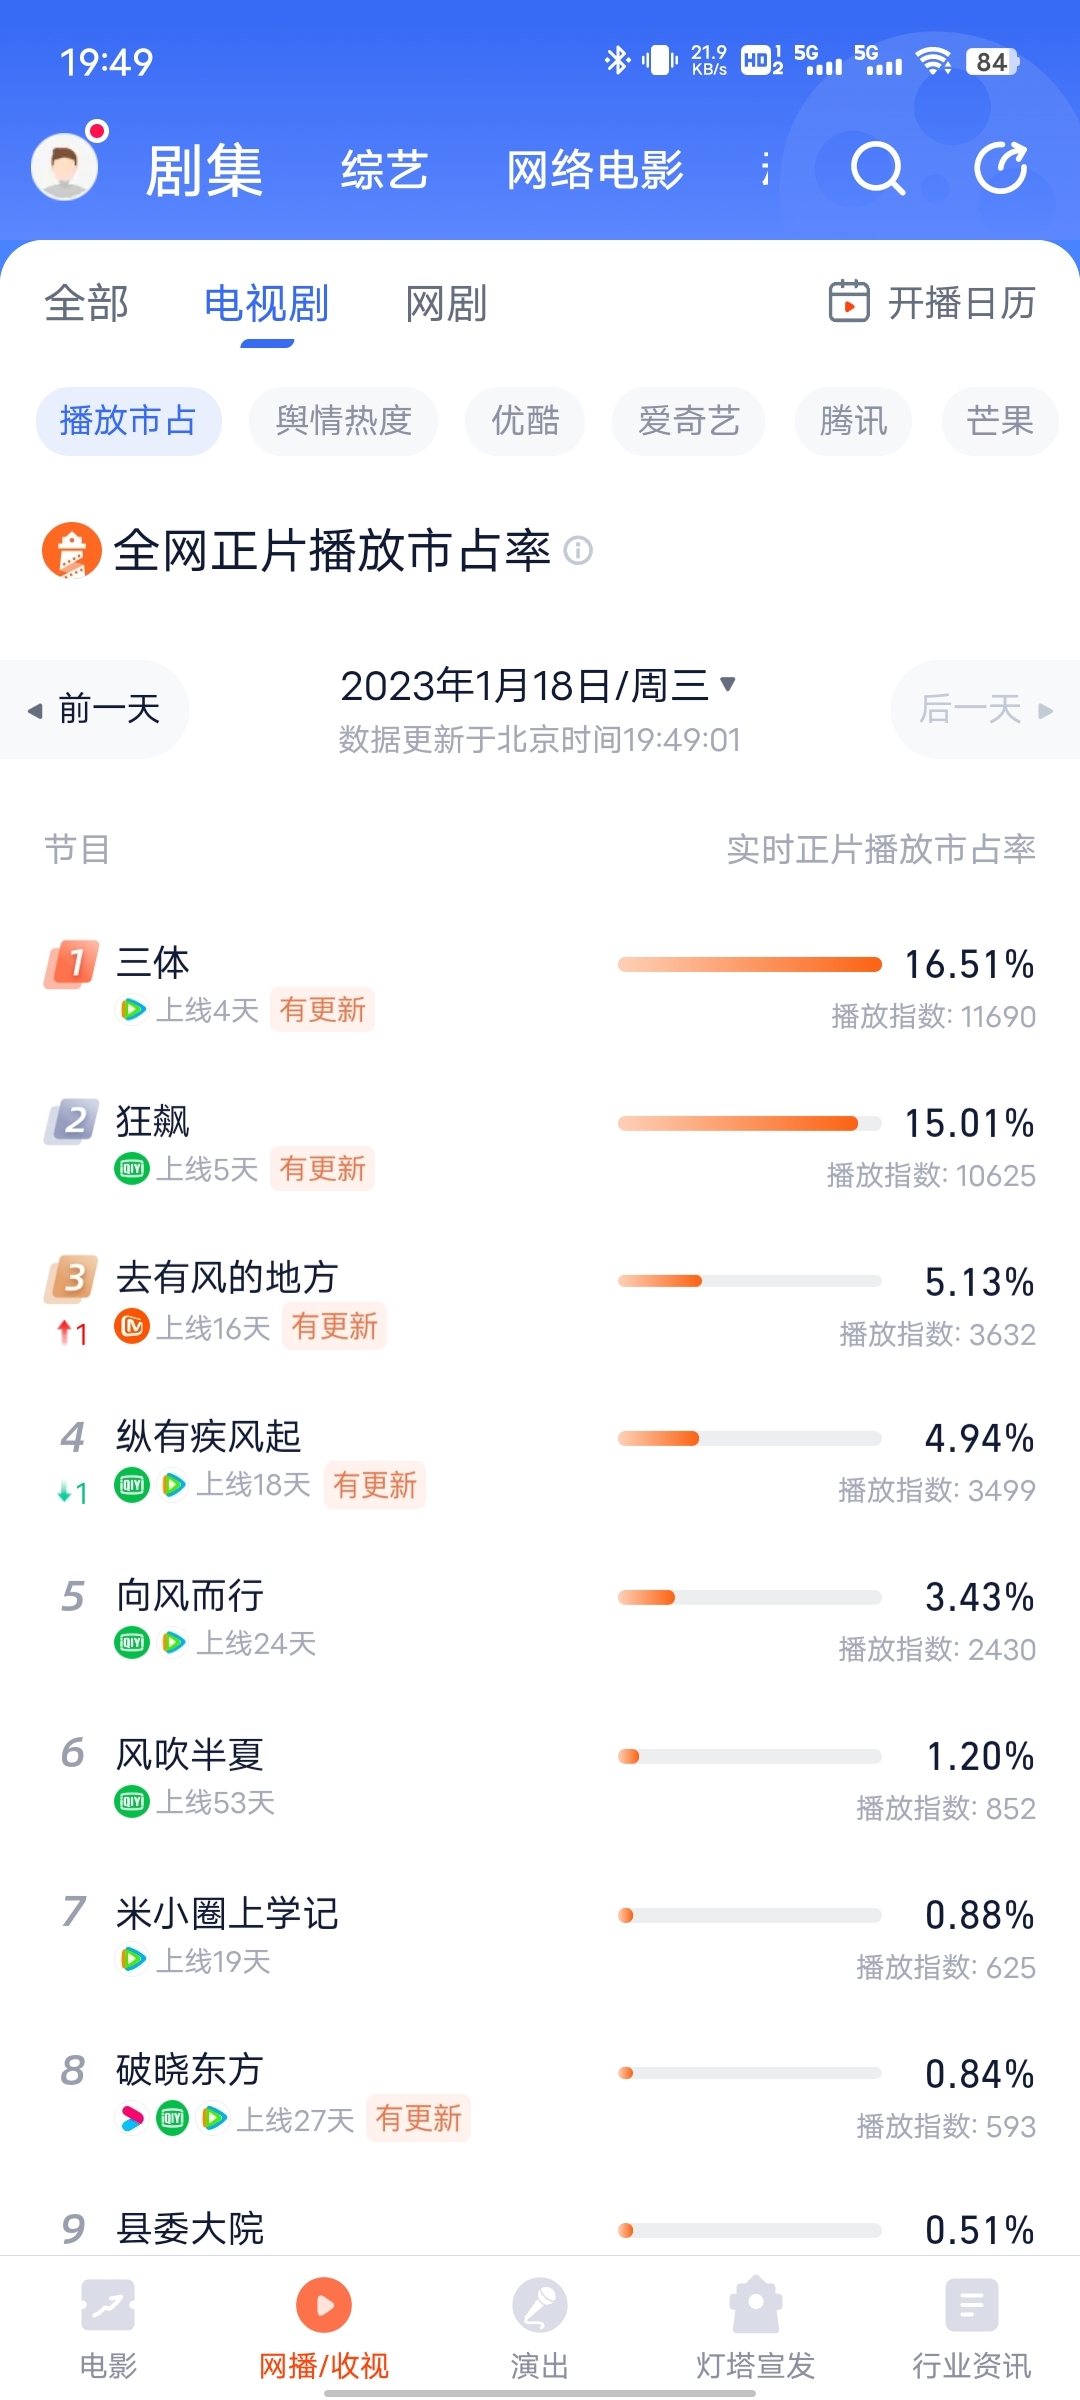 19:49 21.9 KB/s HD 1 2 5G 5G 84
剧集 综艺 网络电影
全部 电视剧 网剧 开播日历
播放市占 舆情热度 优酷 爱奇艺 腾讯 芒果
全网正片播放市占率
前一天 2023年1月18日/周三 后一天
数据更新于北京时间19:49:01
节目 实时正片播放市占率
1 三体 16.51%
上线4天 有更新 播放指数: 11690
2 狂飙 15.01%
QIYI 上线5天 有更新 播放指数: 10625
3 去有风的地方 5.13%
1 上线16天 有更新 播放指数: 3632
4 纵有疾风起 4.94%
1 QIYI 上线18天 有更新 播放指数: 3499
5 向风而行 3.43%
QIYI 上线24天 播放指数: 2430
6 风吹半夏 1.20%
QIYI 上线53天 播放指数: 852
7 米小圈上学记 0.88%
上线19天 播放指数: 625
8 破晓东方 0.84%
QIYI 上线27天 有更新 播放指数: 593
9 县委大院 0.51%
电影 网播/收视 演出 灯塔宣发 行业资讯